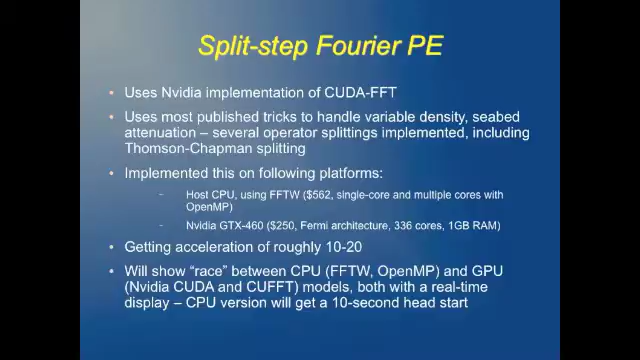 Split-step Fourier PE
• Uses Nvidia implementation of CUDA-FFT
• Uses most published tricks to handle variable density, seabed
attenuation – several operator splittings implemented, including
Thomson-Chapman splitting
• Implemented this on following platforms:
– Host CPU, using FFTW ($562, single-core and multiple cores with
OpenMP)
– Nvidia GTX-460 ($250, Fermi architecture, 336 cores, 1GB RAM)
• Getting acceleration of roughly 10-20
• Will show "race" between CPU (FFTW, OpenMP) and GPU
(Nvidia CUDA and CUFFT) models, both with a real-time
display – CPU version will get a 10-second head start